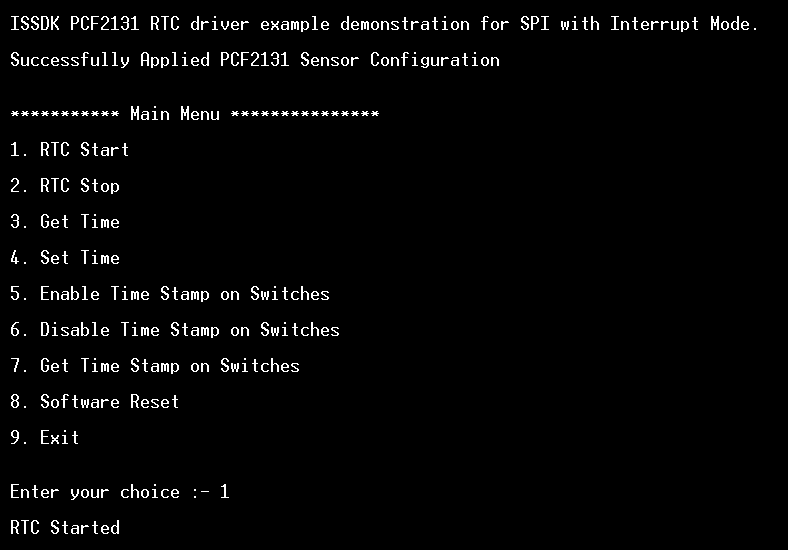 ISSDK PCF2131 RTC driver example demonstration for SPI with Interrupt Mode.
Successfully Applied PCF2131 Sensor Configuration
*********** Main Menu ***************
1. RTC Start
2. RTC Stop
3. Get Time
4. Set Time
5. Enable Time Stamp on Switches
6. Disable Time Stamp on Switches
7. Get Time Stamp on Switches
8. Software Reset
9. Exit
Enter your choice :- 1
RTC Started